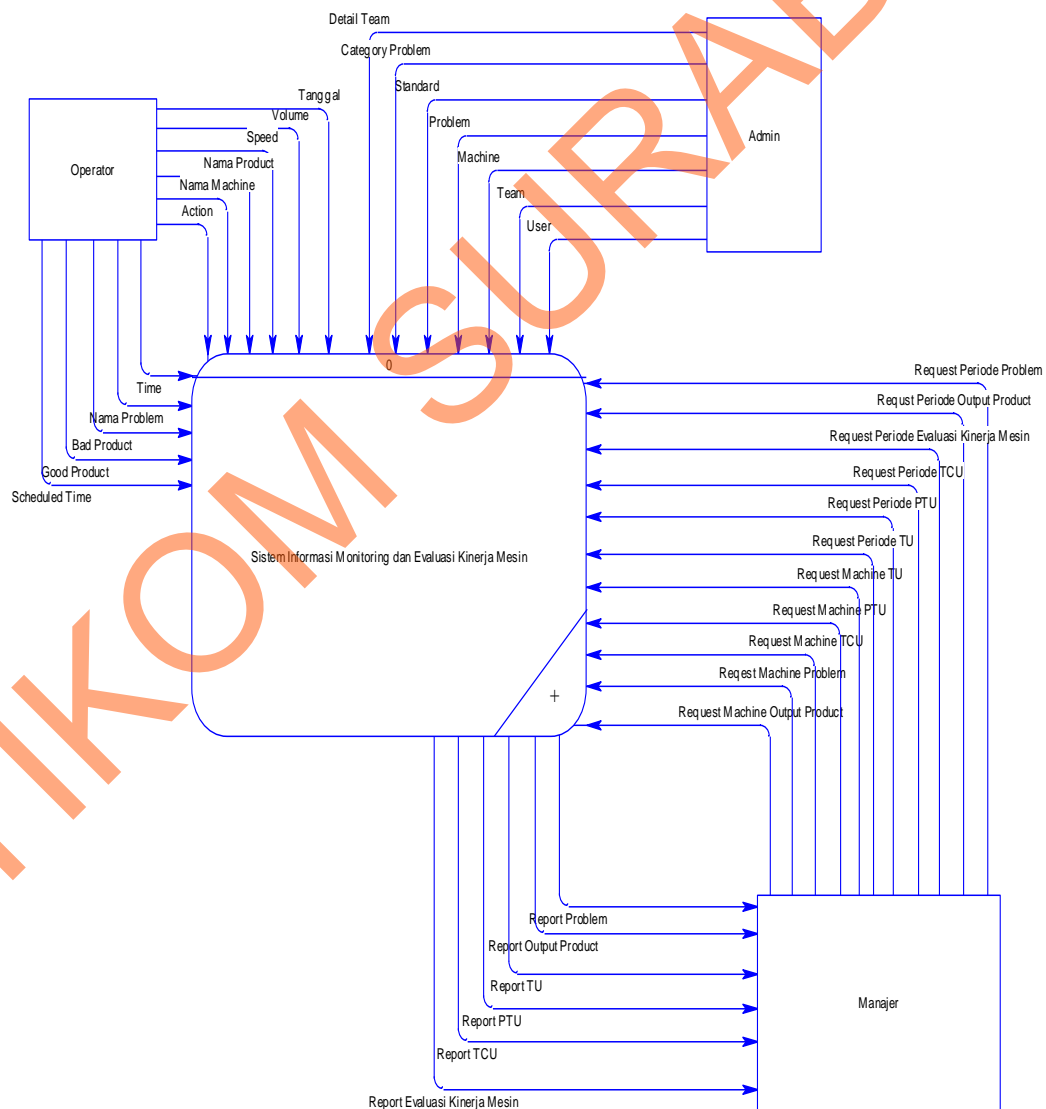 Detail Team
Category Problem
Standard
Problem
Machine
Team
User
Admin
Tanggal
Volume
Speed
Nama Product
Nama Machine
Action
Operator
Time
Nama Problem
Bad Product
Good Product
Scheduled Time
0
Sistem Informasi Monitoring dan Evaluasi Kinerja Mesin
+
Request Periode Problem
Requst Periode Output Product
Request Periode Evaluasi Kinerja Mesin
Request Periode TCU
Request Periode PTU
Request Periode TU
Request Machine TU
Request Machine PTU
Request Machine TCU
Reqest Machine Problem
Request Machine Output Product
Report Problem
Report Output Product
Report TU
Report PTU
Report TCU
Report Evaluasi Kinerja Mesin
Manajer
IKOM SURAB